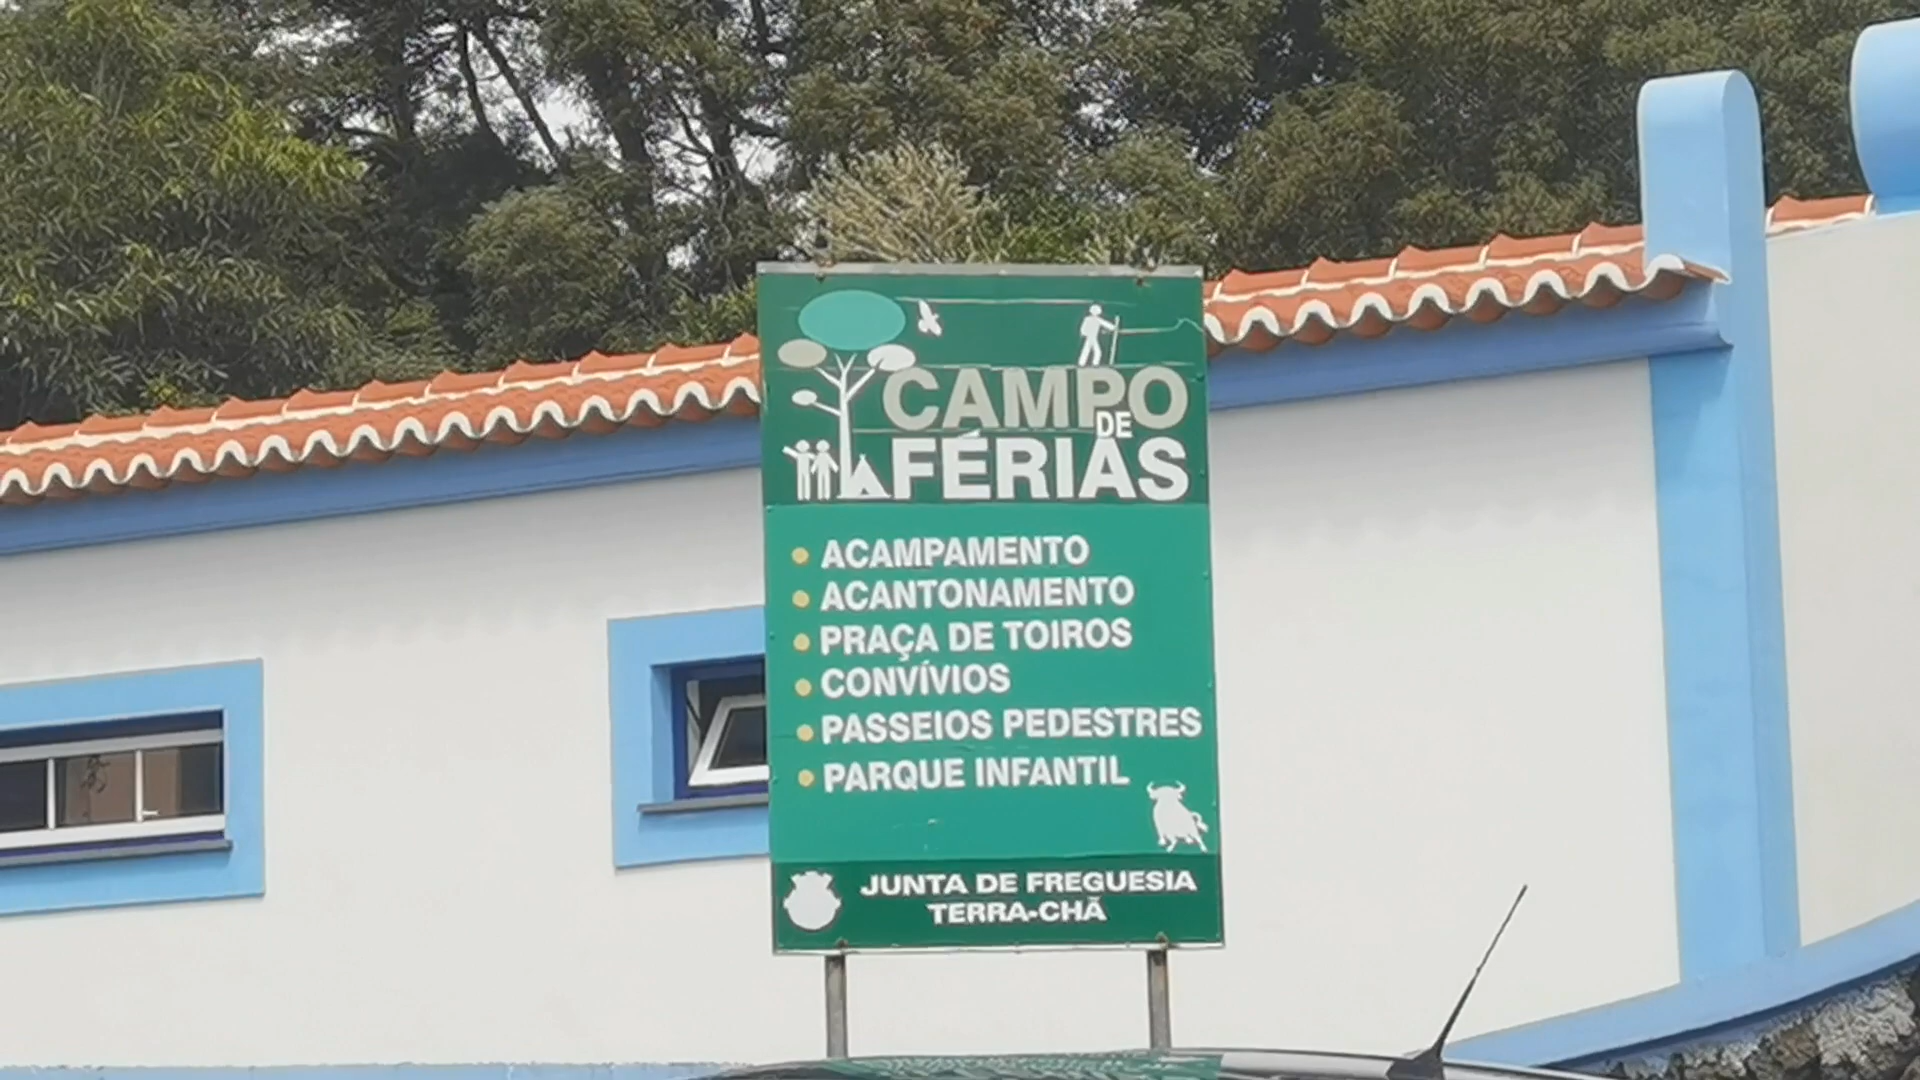 CAMPO
DE
FÉRIAS
ACAMPAMENTO
ACANTONAMENTO
PRAÇA DE TOIROS
CONVÍVIOS
PASSEIOS PEDESTRES
PARQUE INFANTIL
JUNTA DE FREGUESIA
TERRA-CHÃ